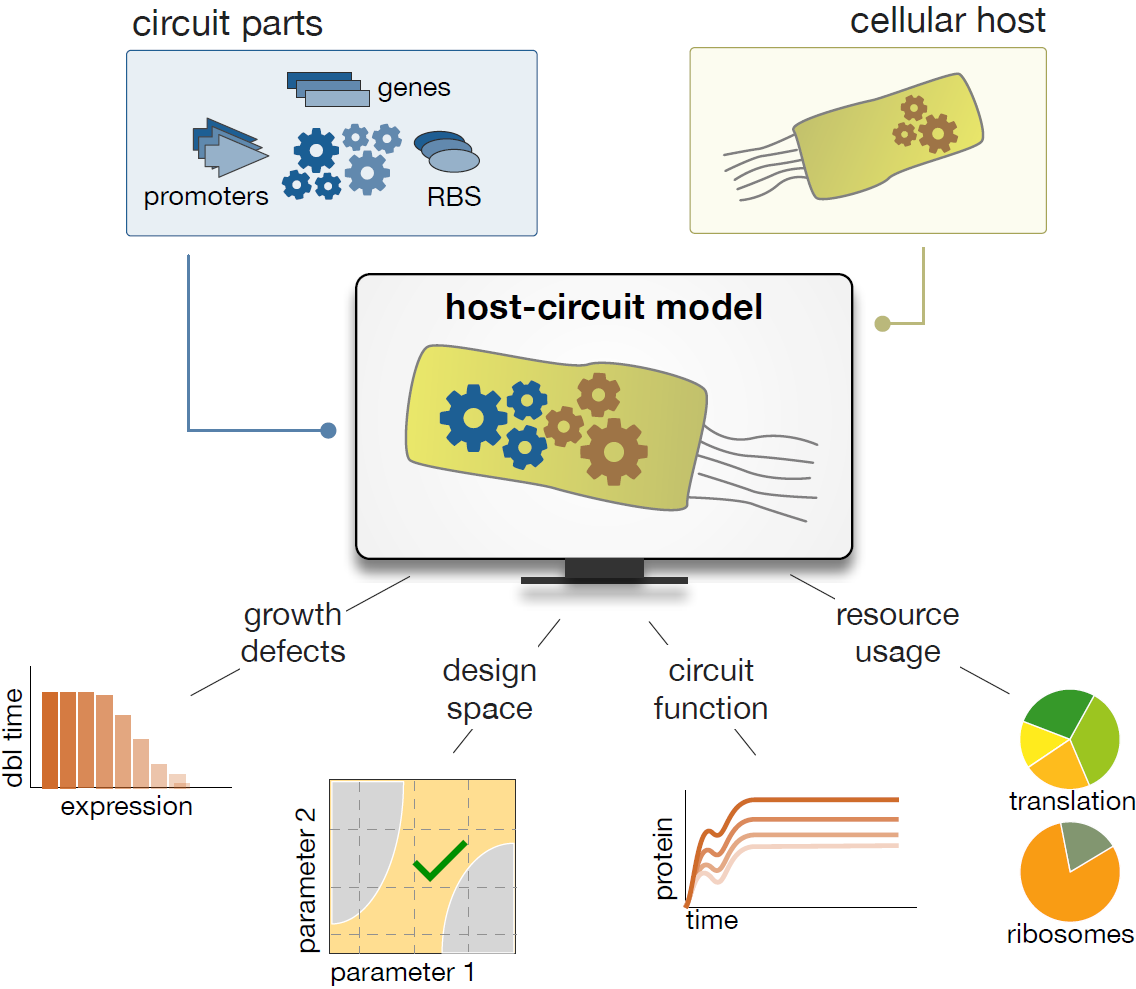 circuit parts
cellular host
genes
promoters
RBS
host-circuit model
growth
defects
design
space
circuit
function
resource
usage
dbl time
expression
parameter 2
parameter 1
protein
time
translation
ribosomes